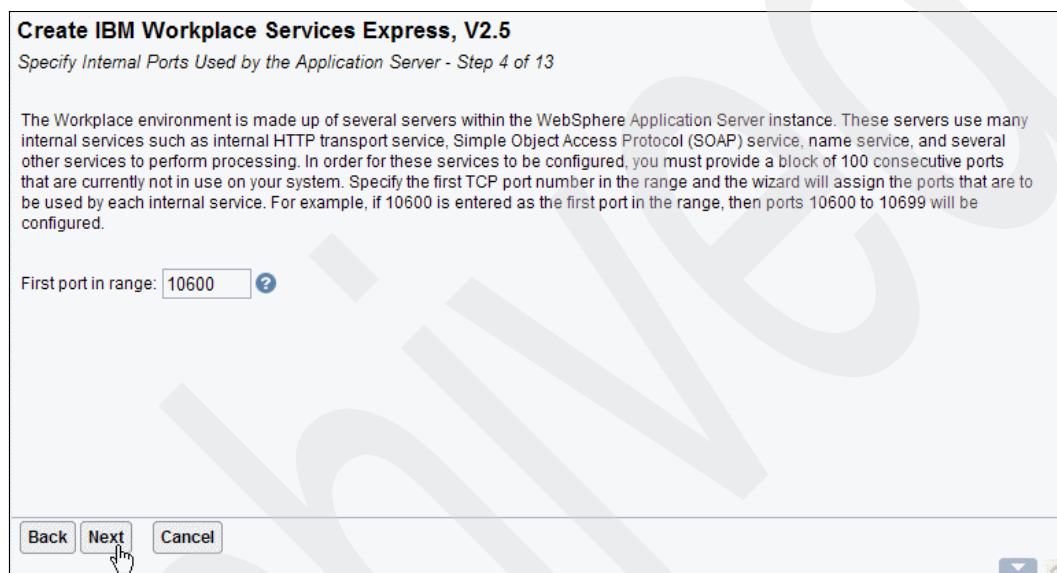 Create IBM Workplace Services Express, V2.5
Specify Internal Ports Used by the Application Server - Step 4 of 13
The Workplace environment is made up of several servers within the WebSphere Application Server instance. These servers use many
internal services such as internal HTTP transport service, Simple Object Access Protocol (SOAP) service, name service, and several
other services to perform processing. In order for these services to be configured, you must provide a block of 100 consecutive ports
that are currently not in use on your system. Specify the first TCP port number in the range and the wizard will assign the ports that are to
be used by each internal service. For example, if 10600 is entered as the first port in the range, then ports 10600 to 10699 will be
configured.
First port in range: 10600 ?
Back Next Cancel